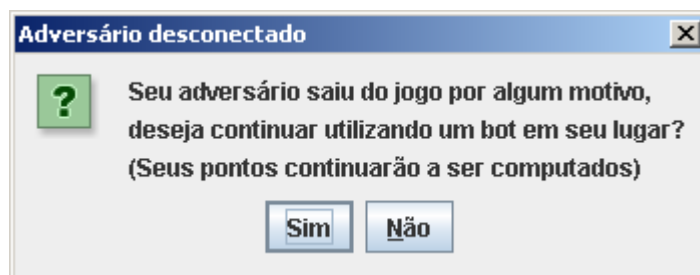 Adversário desconectado
?
Seu adversário saiu do jogo por algum motivo,
deseja continuar utilizando um bot em seu lugar?
(Seus pontos continuarão a ser computados)
Sim Não